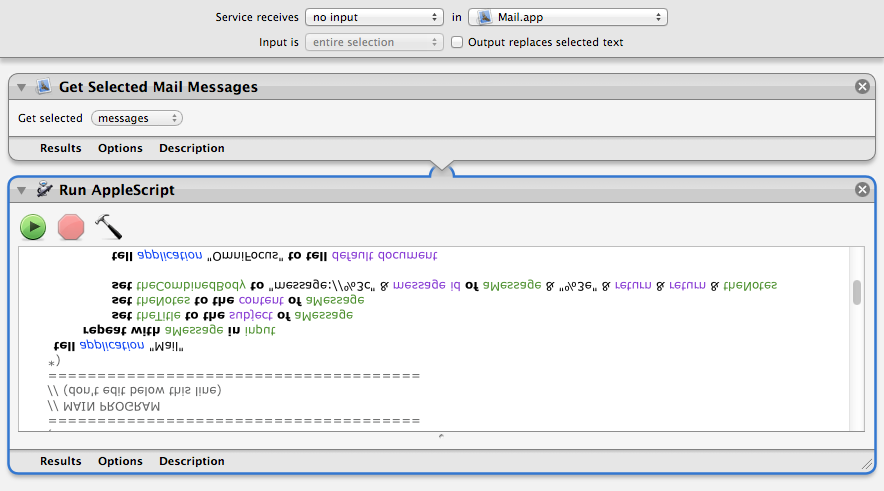 Service receives no input in Mail.app
Input is entire selection Output replaces selected text
Get Selected Mail Messages
Get selected messages
Results Options Description
Run AppleScript
==========================================
// MAIN PROGRAM
// (don't edit below this line)
==========================================
*)
tell application "Mail"
repeat with aMessage in input
set theTitle to the subject of aMessage
set theNotes to the content of aMessage
set theCombinedBody to "message://%3c" & message id of aMessage & "%3e" & return & return & theNotes
tell application "OmniFocus" to tell default document
Results Options Description